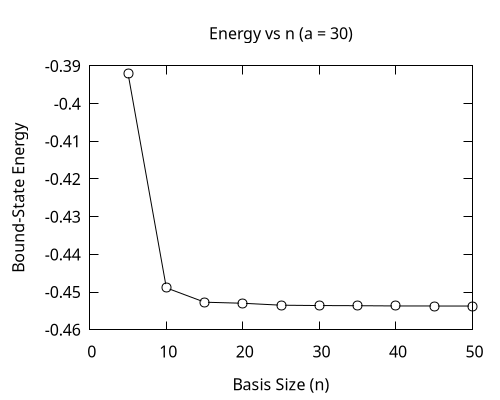 Energy vs n (a = 30)
-0.39
-0.4
-0.41
-0.42
-0.43
-0.44
-0.45
-0.46
Bound-State Energy
0 10 20 30 40 50
Basis Size (n)